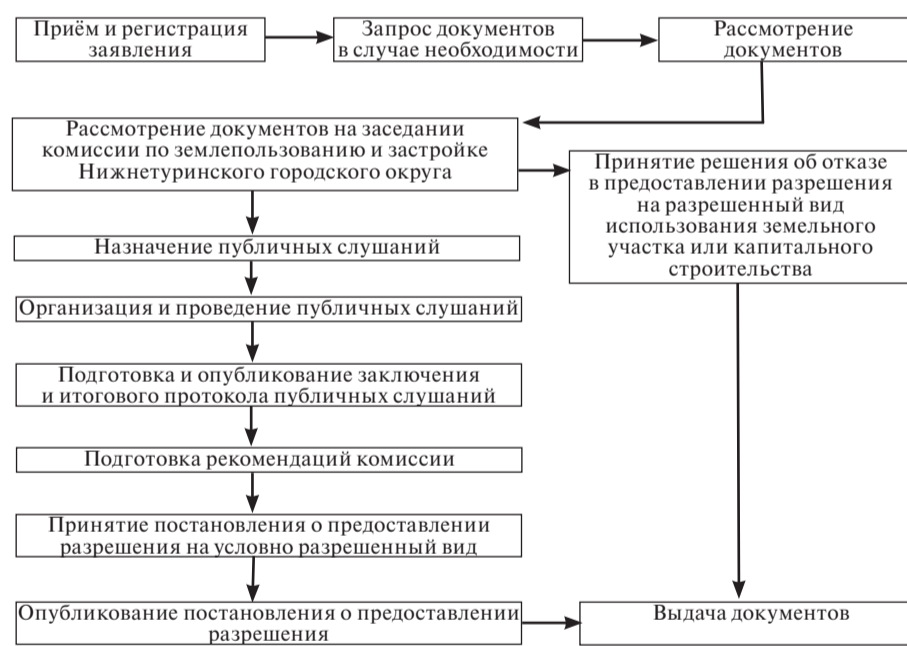 Приём и регистрация
заявления
Запрос документов
в случае необходимости
Рассмотрение
документов
Рассмотрение документов на заседании
комиссии по землепользованию и застройке
Нижнетуринского городского округа
Принятие решения об отказе
в предоставлении разрешения
на разрешенный вид
использования земельного
участка или капитального
строительства
Назначение публичных слушаний
Организация и проведение публичных слушаний
Подготовка и опубликование заключения
и итогового протокола публичных слушаний
Подготовка рекомендаций комиссии
Принятие постановления о предоставлении
разрешения на условно разрешенный вид
Опубликование постановления о предоставлении
разрешения
Выдача документов